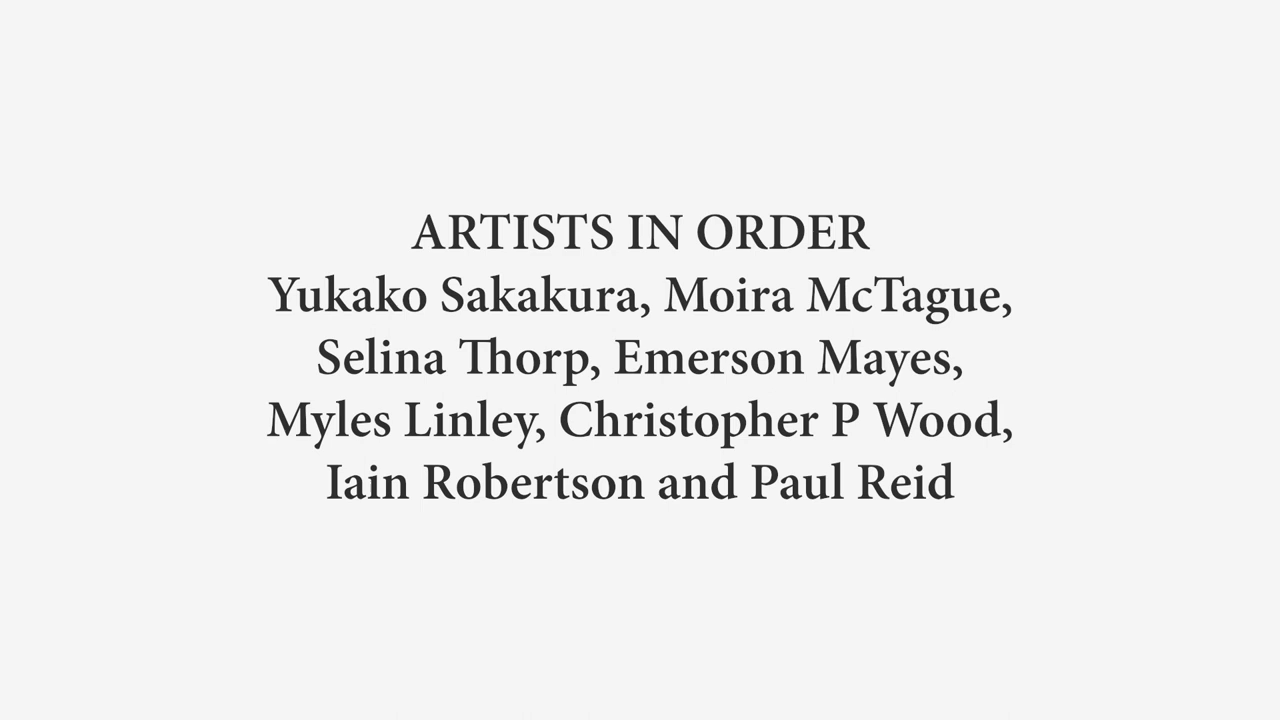 ARTISTS IN ORDER
Yukako Sakakura, Moira McTague,
Selina Thorp, Emerson Mayes,
Myles Linley, Christopher P Wood,
Iain Robertson and Paul Reid